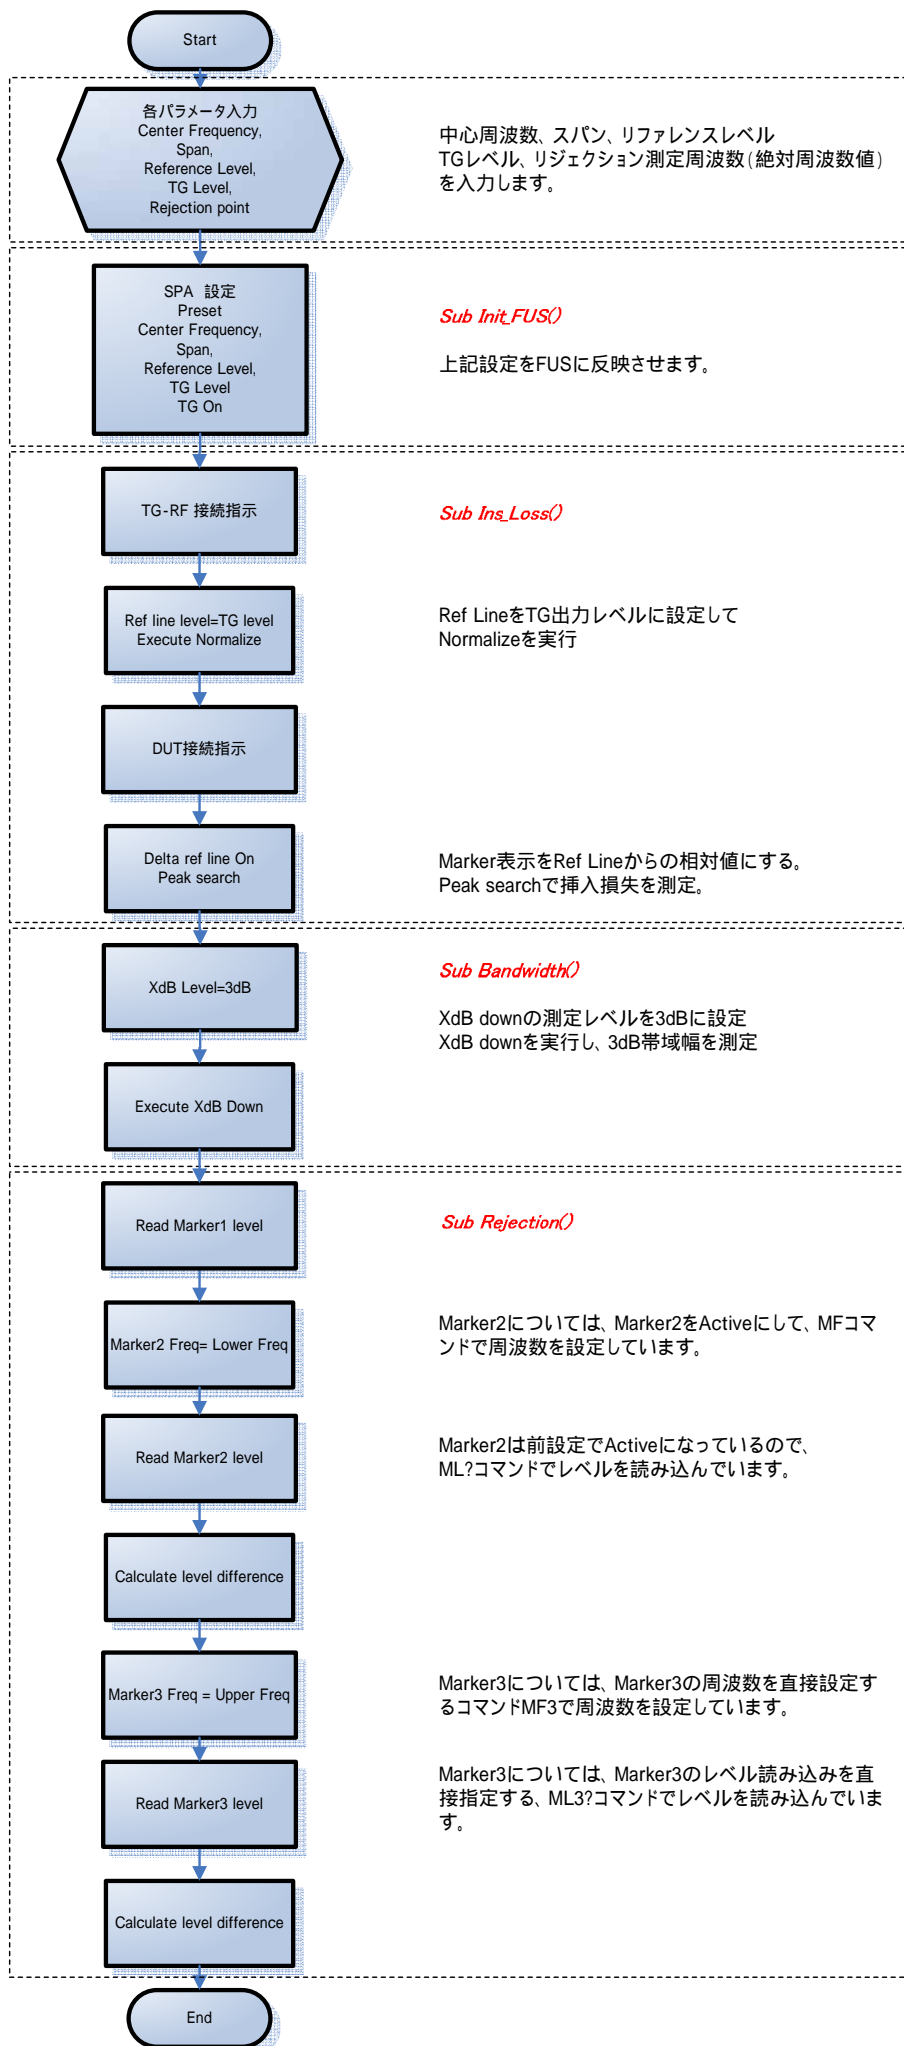 Start
各パラメータ入力
Center Frequency,
Span,
Reference Level,
TG Level,
Rejection point
中心周波数、スパン、リファレンスレベル
TGレベル、リジェクション測定周波数(絶対周波数値)
を入力します。
SPA 設定
Preset
Center Frequency,
Span,
Reference Level,
TG Level
TG On
Sub Init_FUS()
上記設定をFUSに反映させます。
TG-RF 接続指示
Sub Ins_Loss()
Ref line level=TG level
Execute Normalize
Ref LineをTG出力レベルに設定して
Normalizeを実行
DUT接続指示
Delta ref line On
Peak search
Marker表示をRef Lineからの相対値にする。
Peak searchで挿入損失を測定。
XdB Level=3dB
Sub Bandwidth()
XdB downの測定レベルを3dBに設定
XdB downを実行し、3dB帯域幅を測定
Execute XdB Down
Read Marker1 level
Sub Rejection()
Marker2 Freq= Lower Freq
Marker2については、Marker2をActiveにして、MFコマ
ンドで周波数を設定しています。
Read Marker2 level
Marker2は前設定でActiveになっているので、
ML?コマンドでレベルを読み込んでいます。
Calculate level difference
Marker3 Freq = Upper Freq
Marker3については、Marker3の周波数を直接設定す
るコマンドMF3で周波数を設定しています。
Read Marker3 level
Marker3については、Marker3のレベル読み込みを直
接指定する、ML3?コマンドでレベルを読み込んでいま
す。
Calculate level difference
End